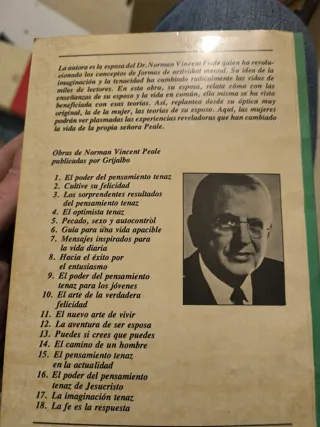 La autora es la esposa del Dr. Norman Vincent Peale quien ha revolu-
cionado los conceptos de formas de actividad mental. Su idea de la
imaginación y la tenacidad ha cambiado radicalmente las vidas de
miles de lectores. En esta obra, su esposa, relata cómo con las
enseñanzas de su esposo y la vida en común, ella misma se ha visto
beneficiada con esas teorías. Así, replantea desde su óptica muy
original, la de la mujer, las teorías de su esposo. Aquí, las mujeres
podrán ver plasmadas las experiencias reveladoras que han cambiado
la vida de la propia señora Peale.
Obras de Norman Vincent Peale
publicadas por Grijalbo
1. El poder del pensamiento tenaz
2. Cultive su felicidad
3. Los sorprendentes resultados
del pensamiento tenaz
4. El optimista tenaz
5. Pecado, sexo y autocontrol
6. Guía para una vida apacible
7. Mensajes inspirados para
la vida diaria
8. Hacia el éxito por
el entusiasmo
9. El poder del pensamiento
tenaz para los jóvenes
10. El arte de la verdadera
felicidad
11. El nuevo arte de vivir
12. La aventura de ser esposa
13. Puedes si crees que puedes
14. El camino de un hombre
15. El pensamiento tenaz
en la actualidad
16. El poder del pensamiento
tenaz de Jesucristo
17. La imaginación tenaz
18. La fe es la respuesta